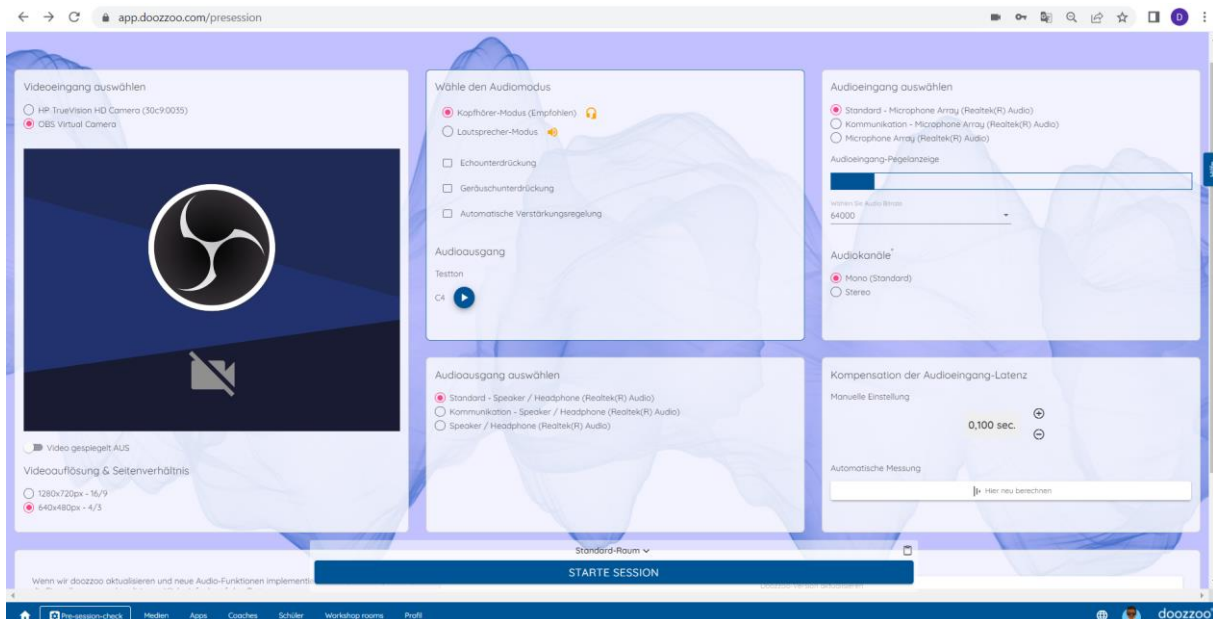 app.doozzoo.com/presession
D
Videoeingang auswählen
HP TrueVision HD Camera (30c9:0035)
OBS Virtual Camera
Video gespiegelt AUS
Videoauflösung & Seitenverhältnis
1280x720px - 16/9
640x480px - 4/3
Wähle den Audiomodus
Kopfhörer-Modus (Empfohlen)
Lautsprecher-Modus
Echounterdrückung
Geräuschunterdrückung
Automatische Verstärkungsregelung
Audioausgang
Testton
C4
Audioausgang auswählen
Standard - Speaker / Headphone (Realtek(R) Audio)
Kommunikation - Speaker / Headphone (Realtek(R) Audio)
Speaker / Headphone (Realtek(R) Audio)
Audioeingang auswählen
Standard - Microphone Array (Realtek(R) Audio)
Kommunikation - Microphone Array (Realtek(R) Audio)
Microphone Array (Realtek(R) Audio)
Audioeingang-Pegelanzeige
Wählen Sie Audio Bitrate
64000
Audiokanäle*
Mono (Standard)
Stereo
Kompensation der Audioeingang-Latenz
Manuelle Einstellung
0,100 sec.
Automatische Messung
Hier neu berechnen
Standard-Raum
STARTE SESSION
Wenn wir doozzoo aktualisieren und neue Audio-Funktionen
Pre-session-check Medien Apps Coaches Schüler Workshop rooms Profil
doozzoo